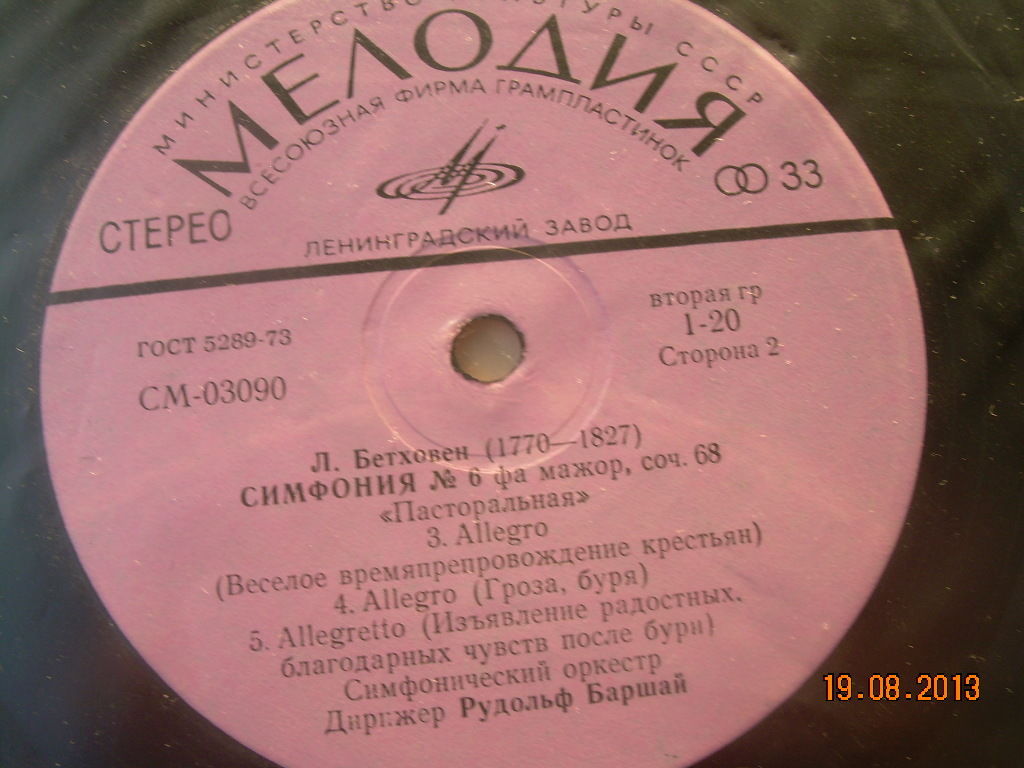 МИНИСТЕРСТВО КУЛЬТУРЫ СССР
МЕЛОДИЯ
ВСЕСОЮЗНАЯ ФИРМА ГРАМПЛАСТИНОК
СТЕРЕО
33
ЛЕНИНГРАДСКИЙ ЗАВОД
ГОСТ 5289-73
СМ-03090
вторая гр
1-20
Сторона 2
Л. Бетховен (1770—1827)
СИМФОНИЯ № 6 фа мажор, соч. 68
«Пасторальная»
3. Allegro
(Веселое времяпрепровождение крестьян)
4. Allegro (Гроза, буря)
5. Allegretto (Изъявление радостных,
благодарных чувств после бури)
Симфонический оркестр
Дирижер Рудольф Баршай
19.08.2013